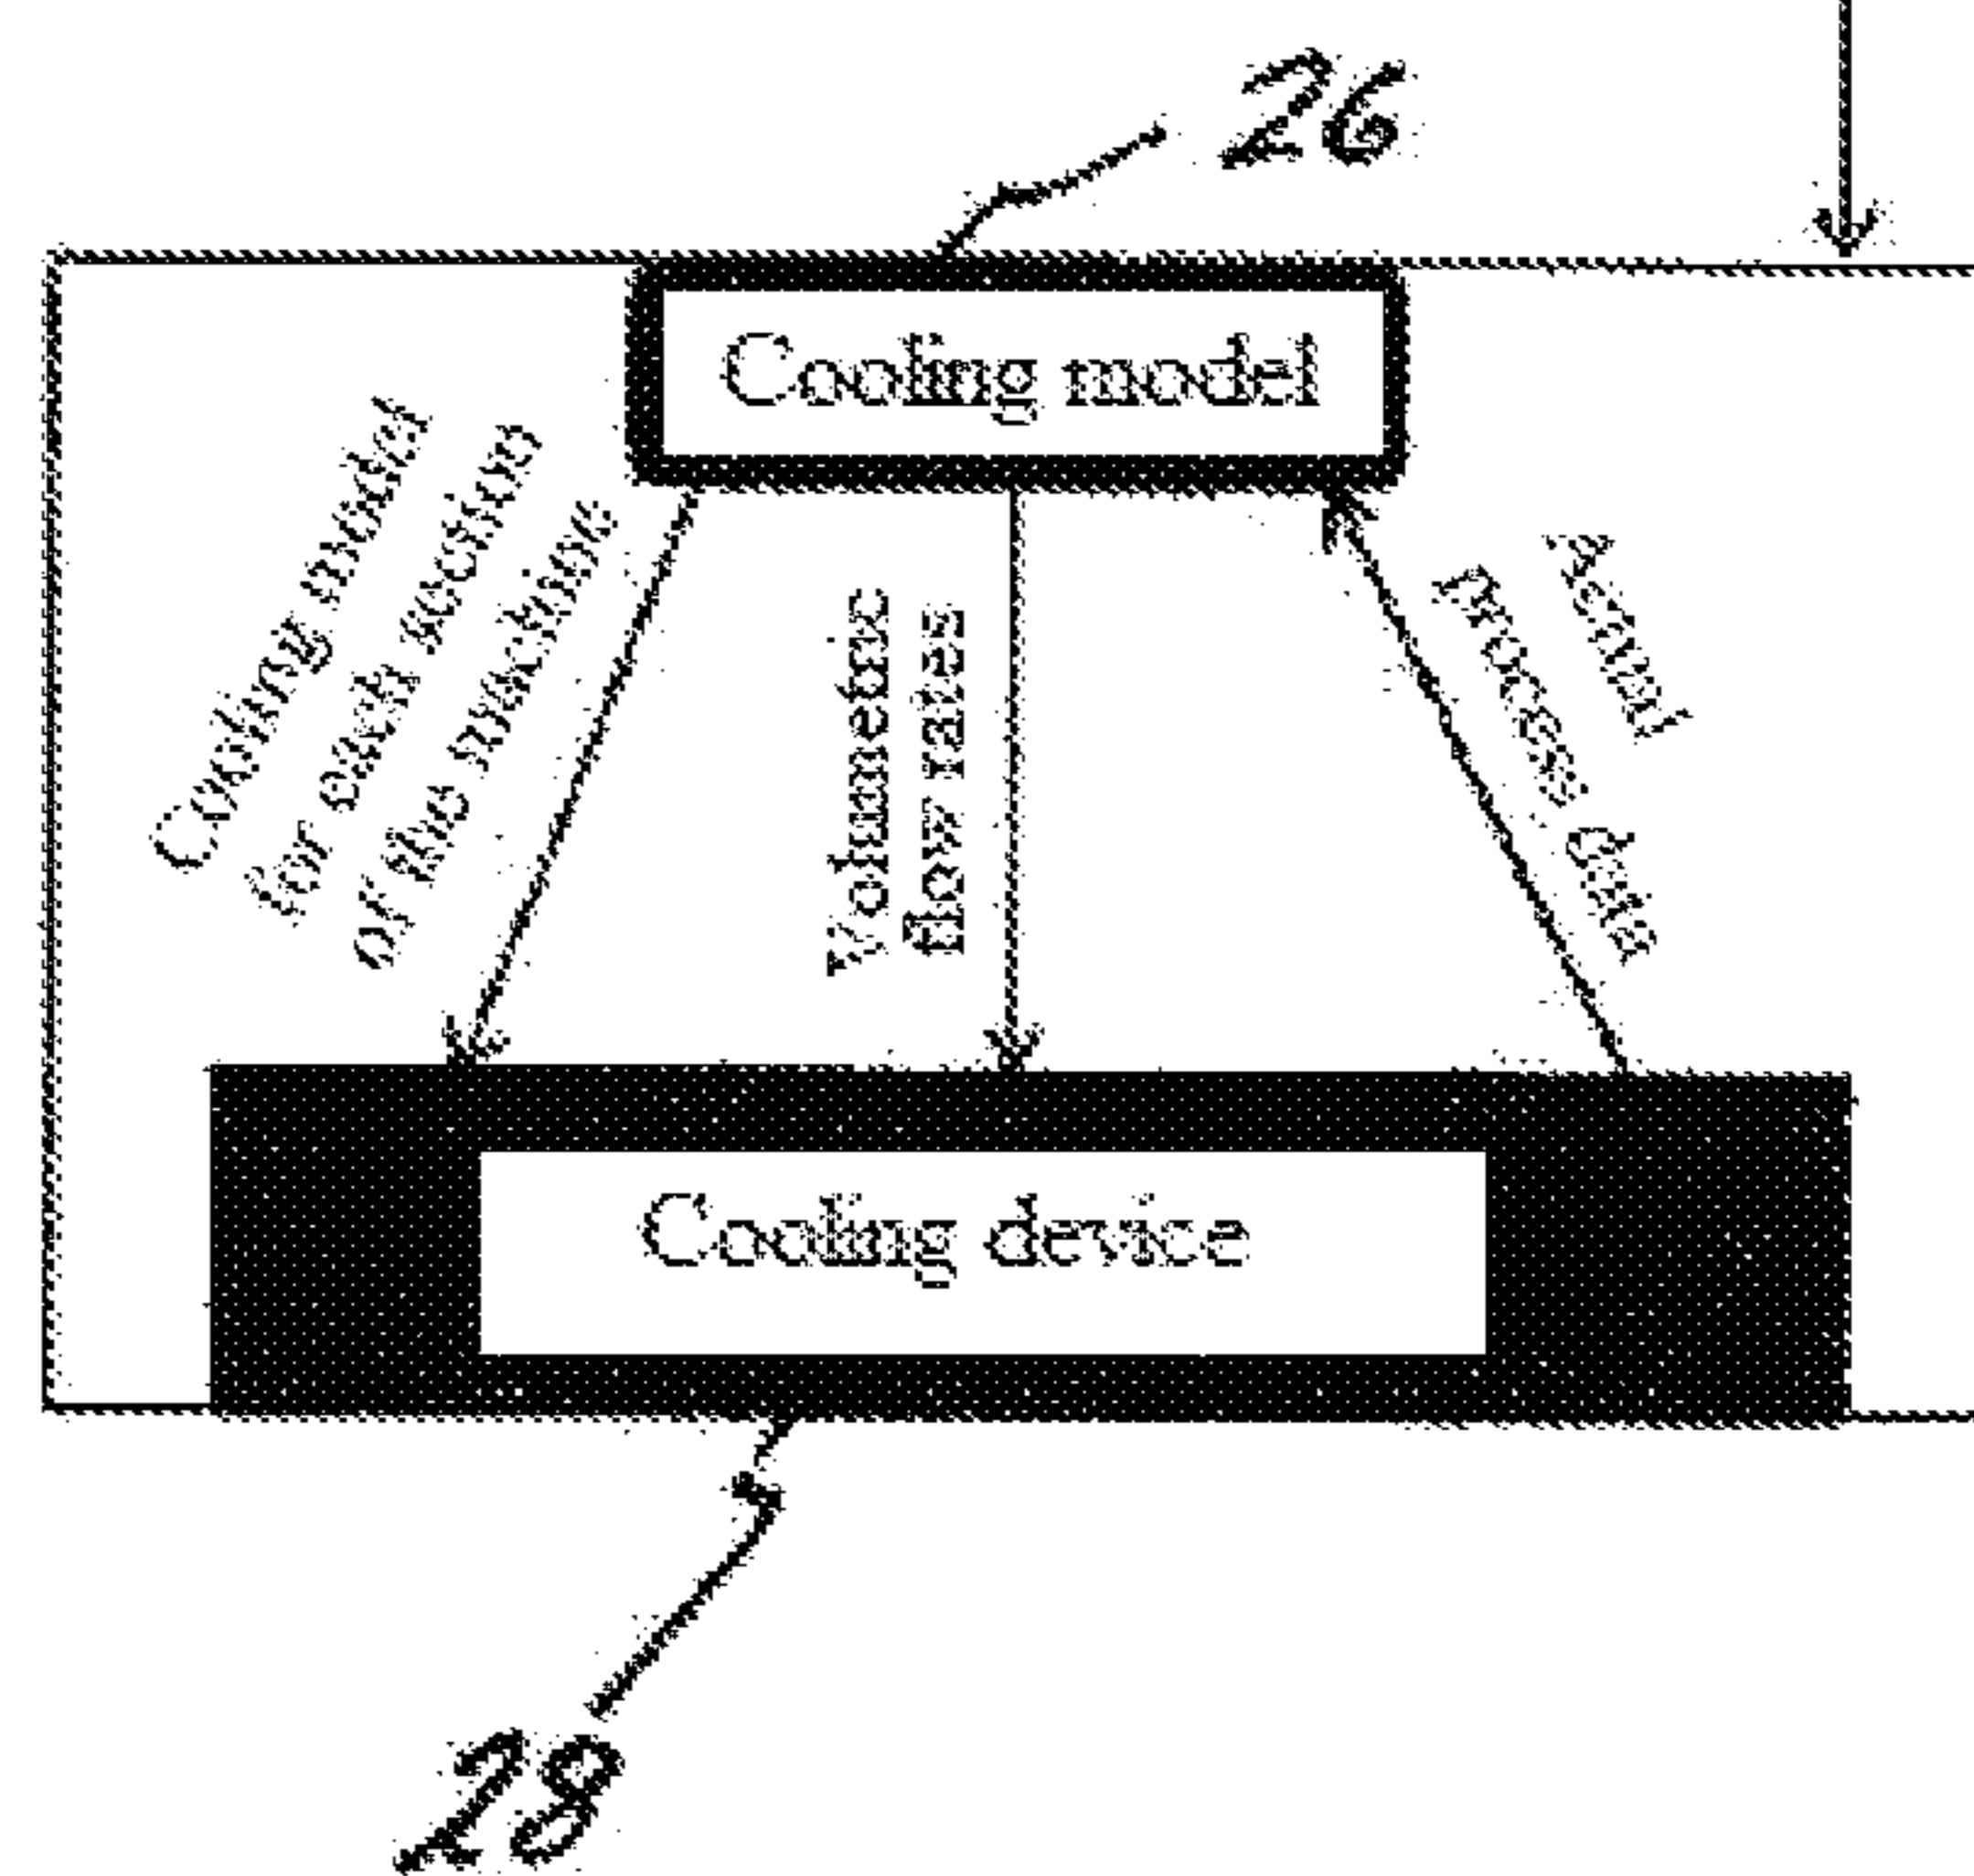 26
Cooling model
Cooling model
for each section
of the machine
Volumetric
flow rates
Actual
process data
Cooling device
28